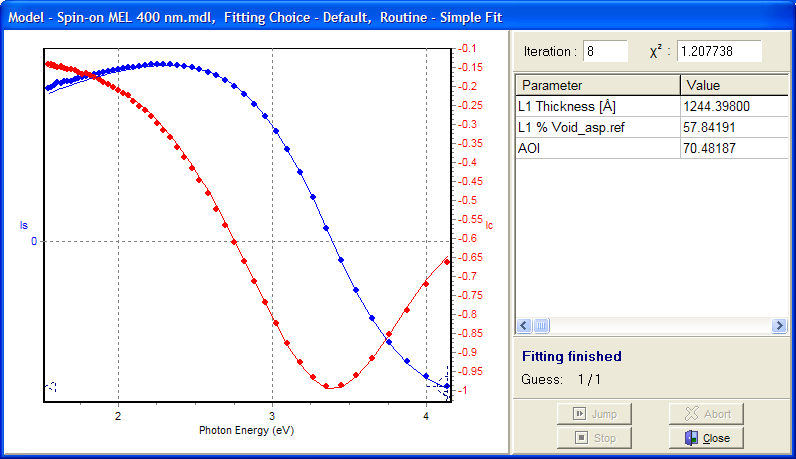 Model - Spin-on MEL 400 nm.mdl, Fitting Choice - Default, Routine - Simple Fit
Iteration : 8 χ² : 1.207738
Parameter Value
L1 Thickness [Å] 1244.39800
L1 % Void_asp.ref 57.84191
AOI 70.48187
-0.1
-0.15
-0.2
-0.25
-0.3
-0.35
-0.4
-0.45
-0.5
-0.55
Is Ic
0 -0.6
-0.65
-0.7
-0.75
-0.8
-0.85
-0.9
-0.95
-1
2 3 4
Photon Energy (eV)
Fitting finished
Guess: 1 / 1
Jump Abort
Stop Close